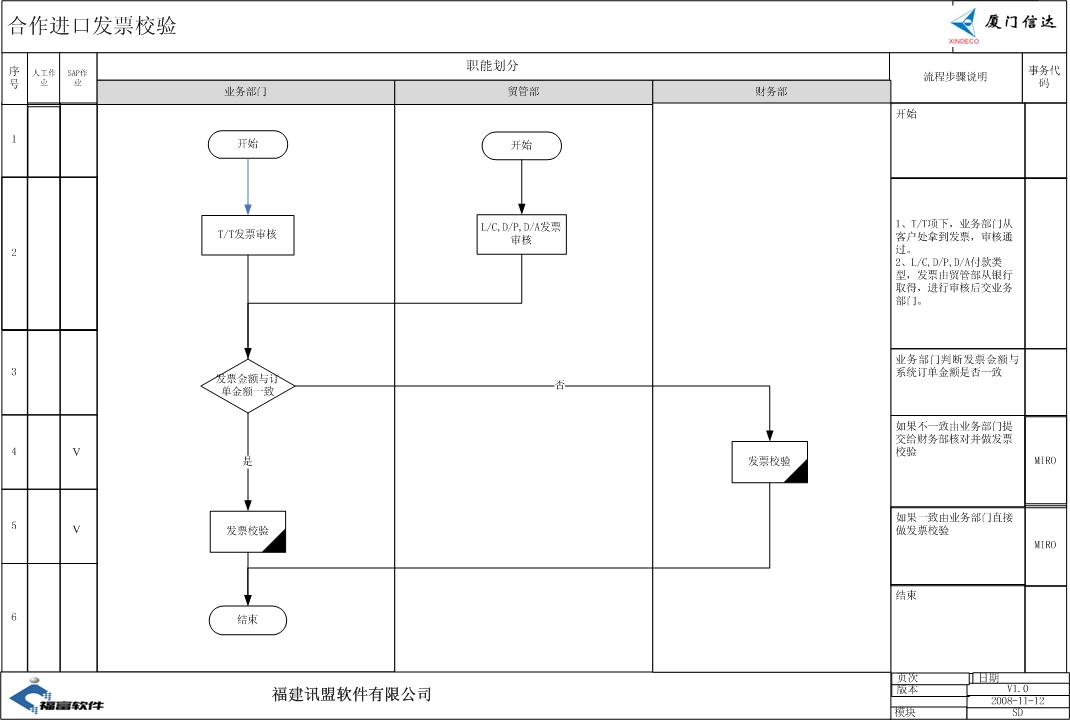 合作进口发票校验
XINDECO
厦门信达
序
号
人工作
业
SAP作
业
职能划分
业务部门
贸管部
财务部
流程步骤说明
事务代
码
1
开始
开始
开始
2
T/T发票审核
L/C,D/P,D/A发票
审核
1、T/T项下，业务部门从
客户处拿到发票，审核通
过。
2、L/C,D/P,D/A付款类
型，发票由贸管部从银行
取得，进行审核后交业务
部门。
3
发票金额与订
单金额一致
否
业务部门判断发票金额与
系统订单金额是否一致
4
V
是
发票校验
如果不一致由业务部门提
交给财务部核对并做发票
校验
MIRO
5
V
发票校验
如果一致由业务部门直接
做发票校验
MIRO
6
结束
结束
福富软件
福建讯盟软件有限公司
页次
日期
版本
V1.0
2008-11-12
模块
SD